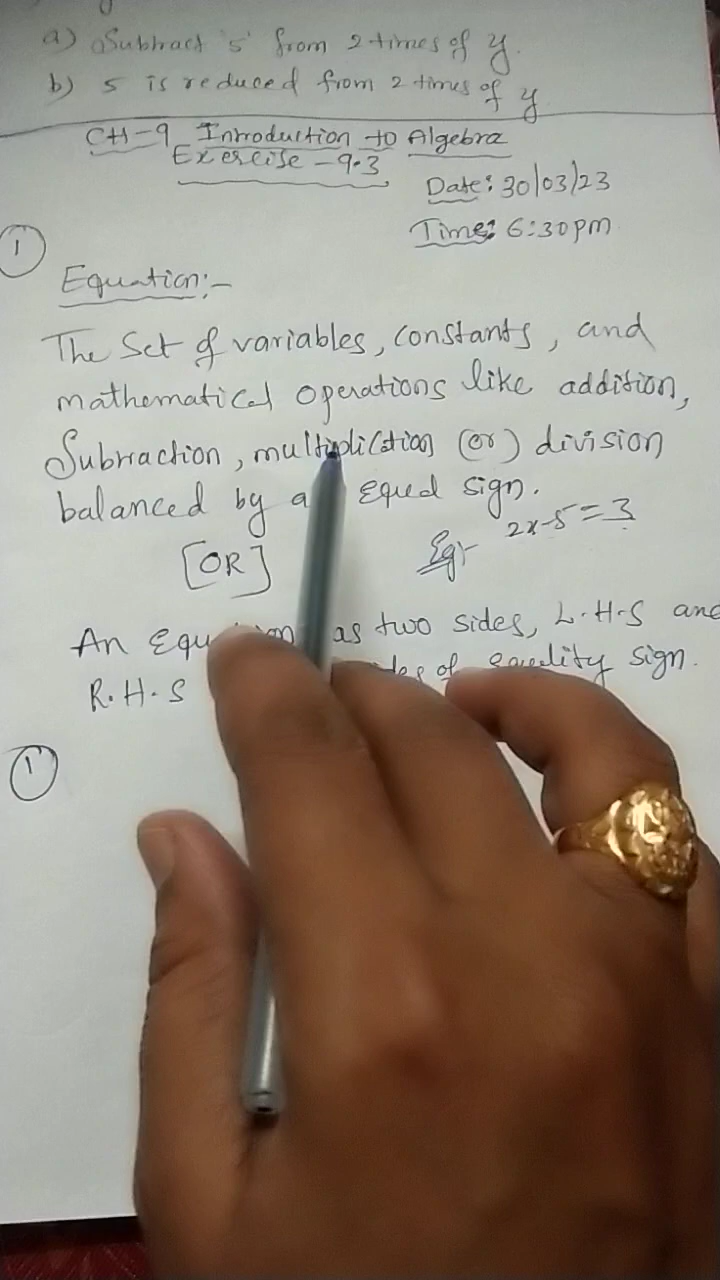 a) Subtract '5' from 2 times of y.
b) 5 is reduced from 2 times of y
CH-9 Introduction to Algebra
Exercise - 9.3
Date: 30/03/23
Time: 6:30pm
1
Equation:-
The Set of variables, constants, and
mathematical operations like addition,
Subtraction, multiplication (or) division
balanced by a equal sign.
[OR]
Eg:- 2x-5=3
An Equ as two sides, L.H.S and
R.H.S of equality sign.
1